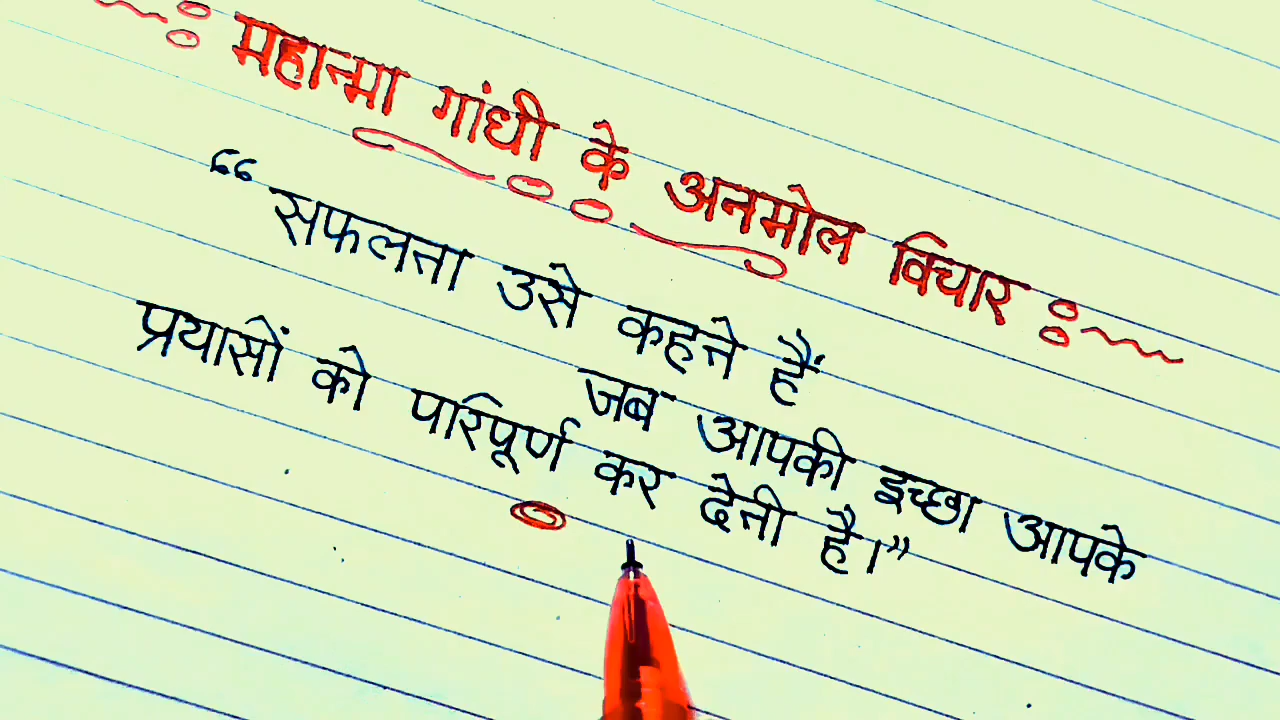 महात्मा गांधी के अनमोल विचार
“सफलता उसे कहते हैं
जब आपकी इच्छा आपके
प्रयासों को परिपूर्ण कर देती है।”